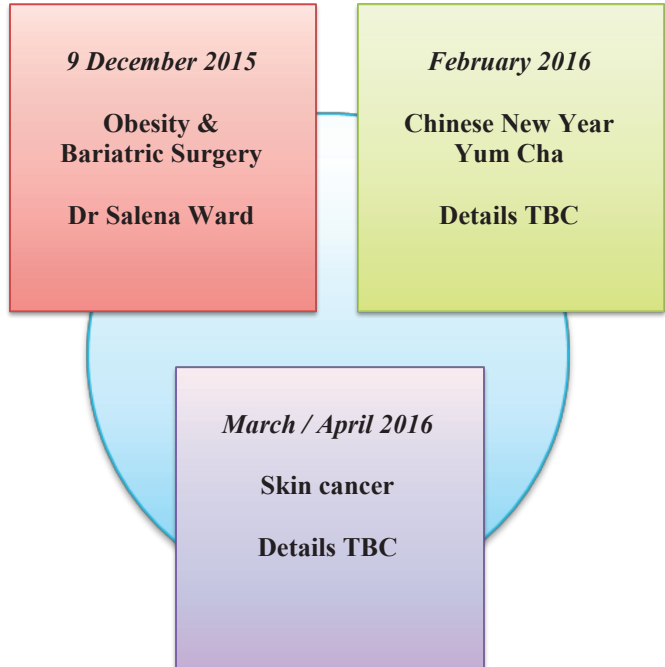 9 December 2015
Obesity &
Bariatric Surgery
Dr Salena Ward
February 2016
Chinese New Year
Yum Cha
Details TBC
March / April 2016
Skin cancer
Details TBC